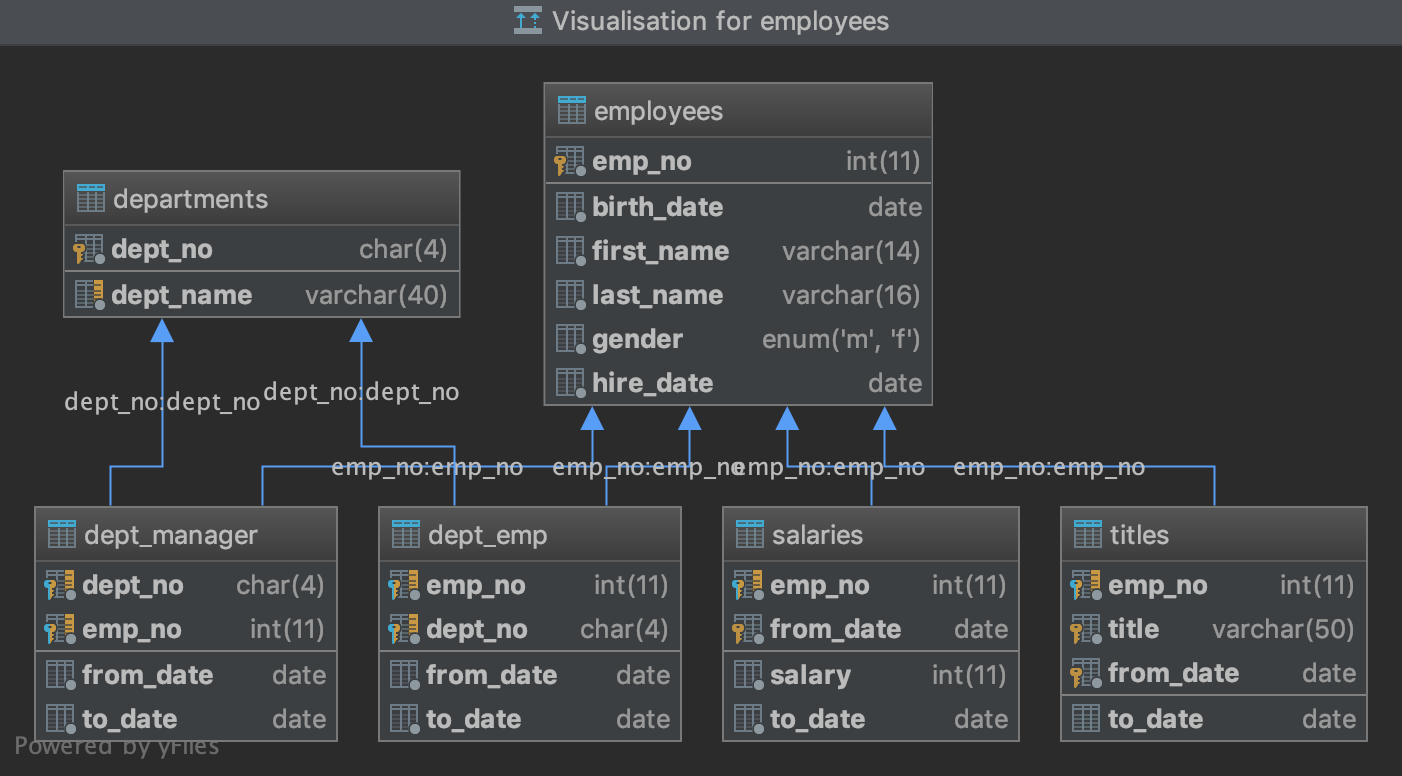 Visualisation for employees
employees
emp_no int(11)
birth_date date
first_name varchar(14)
last_name varchar(16)
gender enum('m', 'f')
hire_date date
departments
dept_no char(4)
dept_name varchar(40)
dept_no:dept_no
dept_no:dept_no
emp_no:emp_no
emp_no:emp_no
emp_no:emp_no
emp_no:emp_no
dept_manager
dept_no char(4)
emp_no int(11)
from_date date
to_date date
dept_emp
emp_no int(11)
dept_no char(4)
from_date date
to_date date
salaries
emp_no int(11)
from_date date
salary int(11)
to_date date
titles
emp_no int(11)
title varchar(50)
from_date date
to_date date
Powered by yFiles